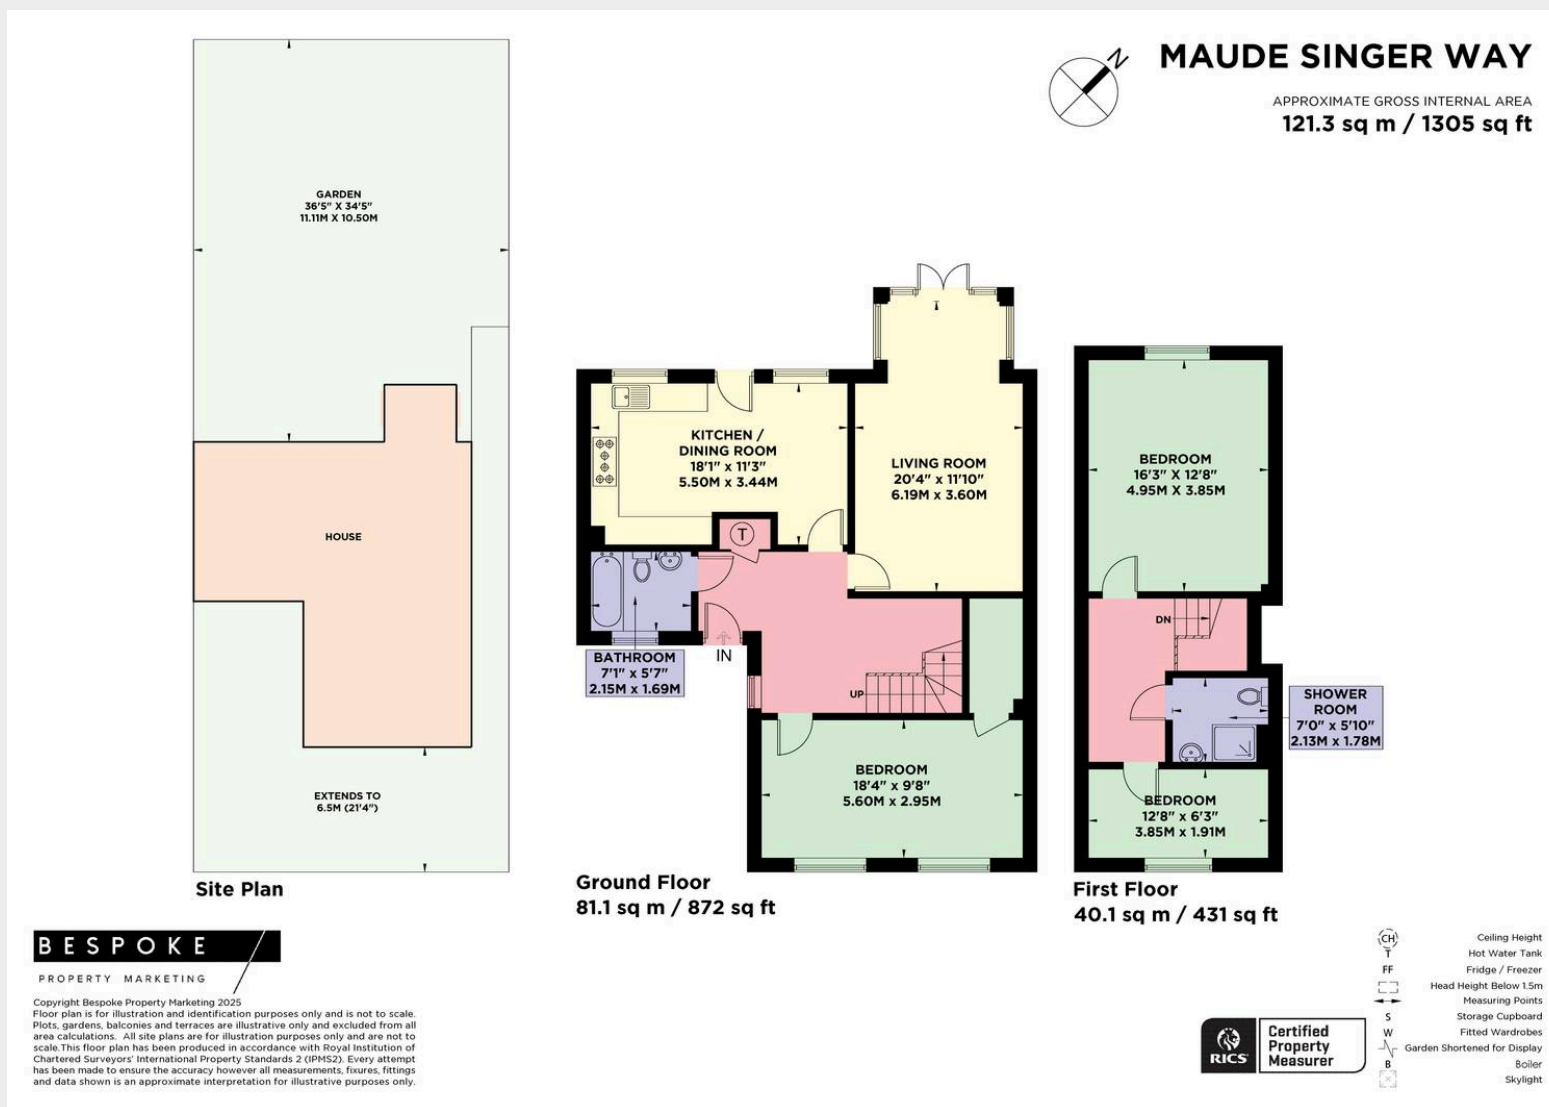 MAUDE SINGER WAY
APPROXIMATE GROSS INTERNAL AREA
121.3 sq m / 1305 sq ft
N
GARDEN
36'5" X 34'5"
11.11M X 10.50M
HOUSE
EXTENDS TO
6.5M (21'4")
Site Plan
KITCHEN /
DINING ROOM
18'1" x 11'3"
5.50M x 3.44M
LIVING ROOM
20'4" x 11'10"
6.19M x 3.60M
T
BATHROOM
7'1" x 5'7"
2.15M x 1.69M
IN
UP
BEDROOM
18'4" x 9'8"
5.60M x 2.95M
Ground Floor
81.1 sq m / 872 sq ft
BEDROOM
16'3" X 12'8"
4.95M X 3.85M
DN
SHOWER
ROOM
7'0" x 5'10"
2.13M x 1.78M
BEDROOM
12'8" x 6'3"
3.85M x 1.91M
First Floor
40.1 sq m / 431 sq ft
BESPOKE
PROPERTY MARKETING
Copyright Bespoke Property Marketing 2025
Floor plan is for illustration and identification purposes only and is not to scale.
Plots, gardens, balconies and terraces are illustrative only and excluded from all
area calculations. All site plans are for illustration purposes only and are not to
scale.This floor plan has been produced in accordance with Royal Institution of
Chartered Surveyors' International Property Standards 2 (IPMS2). Every attempt
has been made to ensure the accuracy however all measurements, fixures, fittings
and data shown is an approximate interpretation for illustrative purposes only.
RICS
Certified
Property
Measurer
CH Ceiling Height
T Hot Water Tank
FF Fridge / Freezer
Head Height Below 1.5m
Measuring Points
S Storage Cupboard
W Fitted Wardrobes
Garden Shortened for Display
B Boiler
Skylight